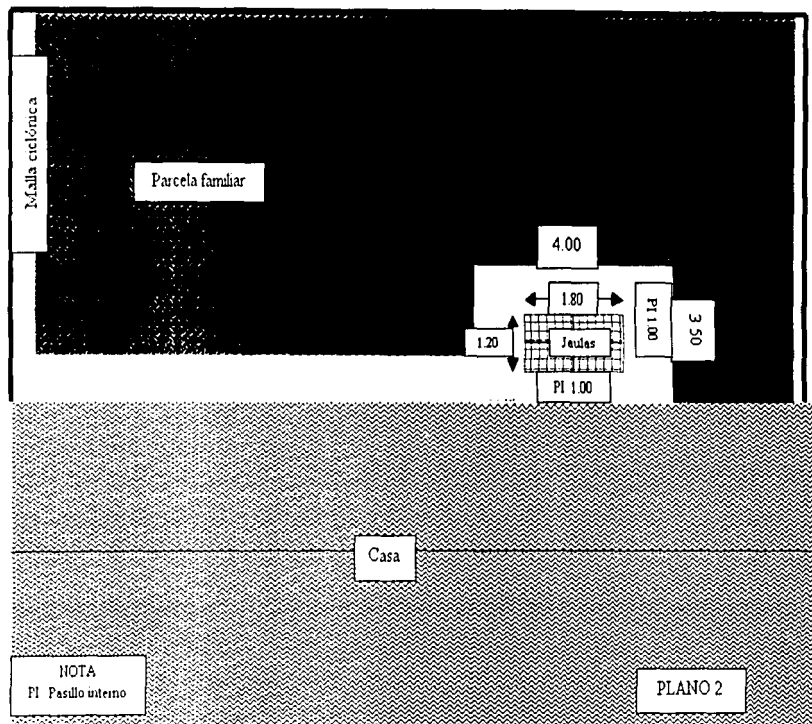 Malla ciclónica
Parcela familiar
4.00
1.80
PI 1.00
3.50
1.20
Jaulas
PI 1.00
Casa
NOTA
PI Pasillo interno
PLANO 2